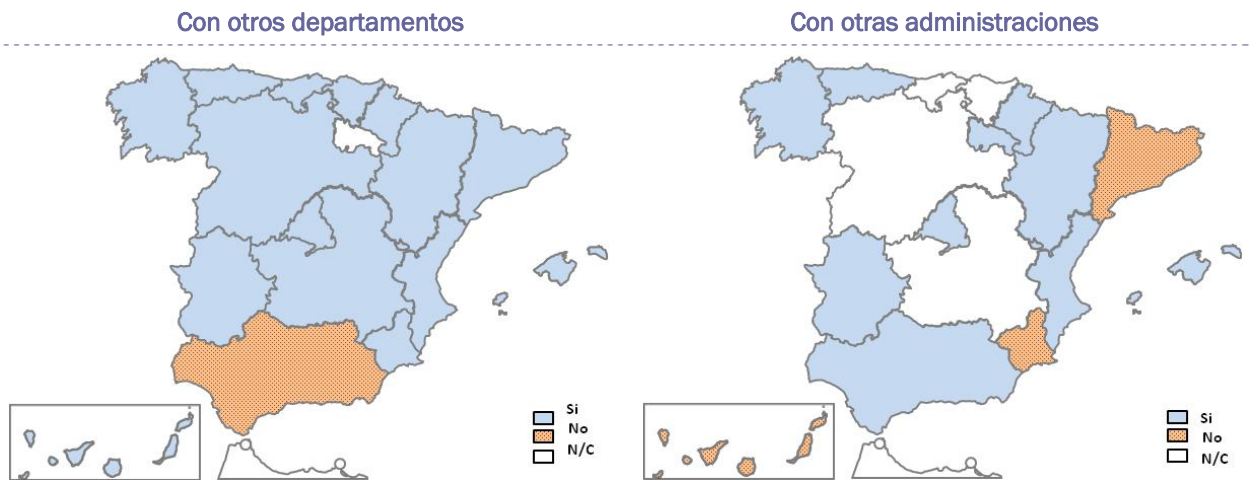 Con otros departamentos
Con otras administraciones
Si
No
N/C
Si
No
N/C